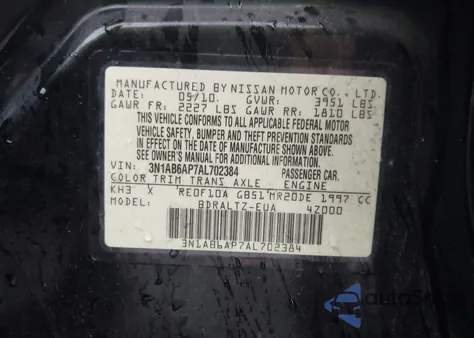 MANUFACTURED BY NISSAN MOTOR CO., LTD.
DATE: 05/10. GVWR: 3951 LBS
GAWR FR: 2227 LBS GAWR RR: 1810 LBS
THIS VEHICLE CONFORMS TO ALL APPLICABLE FEDERAL MOTOR
VEHICLE SAFETY, BUMPER AND THEFT PREVENTION STANDARDS
IN EFFECT ON THE DATE OF MANUFACTURE SHOWN ABOVE.
SEE OWNER'S MANUAL FOR ADDITIONAL INFORMATION.
VIN: 3N1AB6AP7AL702384 PASSENGER CAR.
COLOR TRIM TRANS AXLE ENGINE
KH3 X RE0F10A GB51 MR20DE 1997 CC
MODEL: BDRALTZ-EUA 4Z000
3N1AB6AP7AL702384